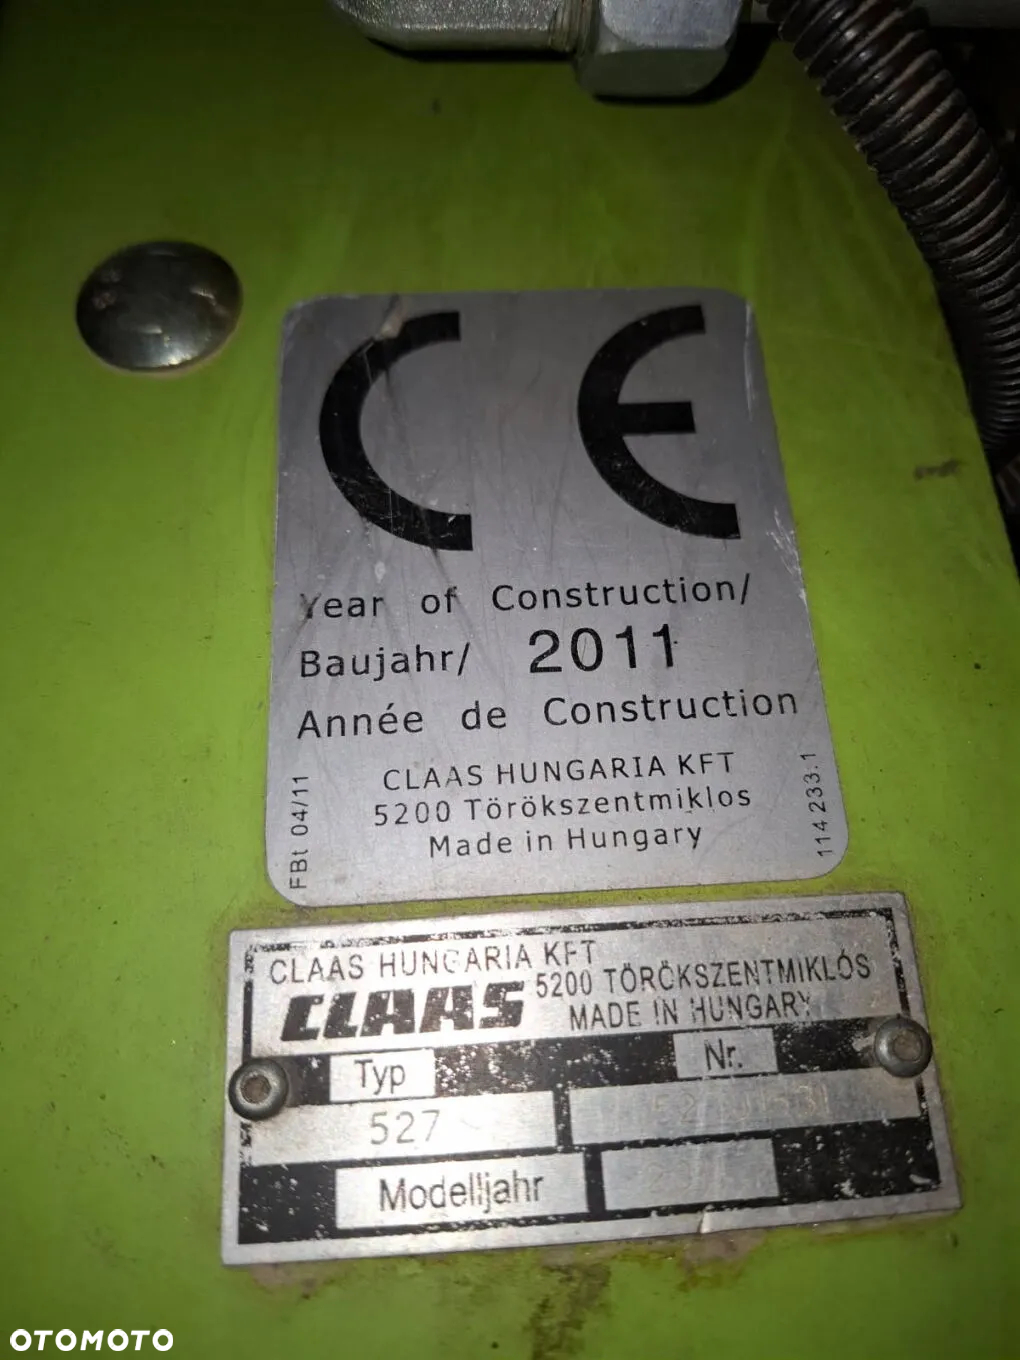 CE
Year of Construction/
Baujahr/ 2011
Année de Construction
CLAAS HUNGARIA KFT
5200 Törökszentmiklos
Made in Hungary
FBt 04/11
114 233.1
CLAAS HUNGARIA KFT
CLAAS 5200 TÖRÖKSZENTMIKLÓS
MADE IN HUNGARY
Typ Nr.
527
Modelljahr
OTOMOTO